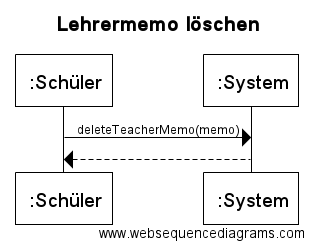 Lehrermemo löschen
:Schüler :System
deleteTeacherMemo(memo)
:Schüler :System
www.websequencediagrams.com